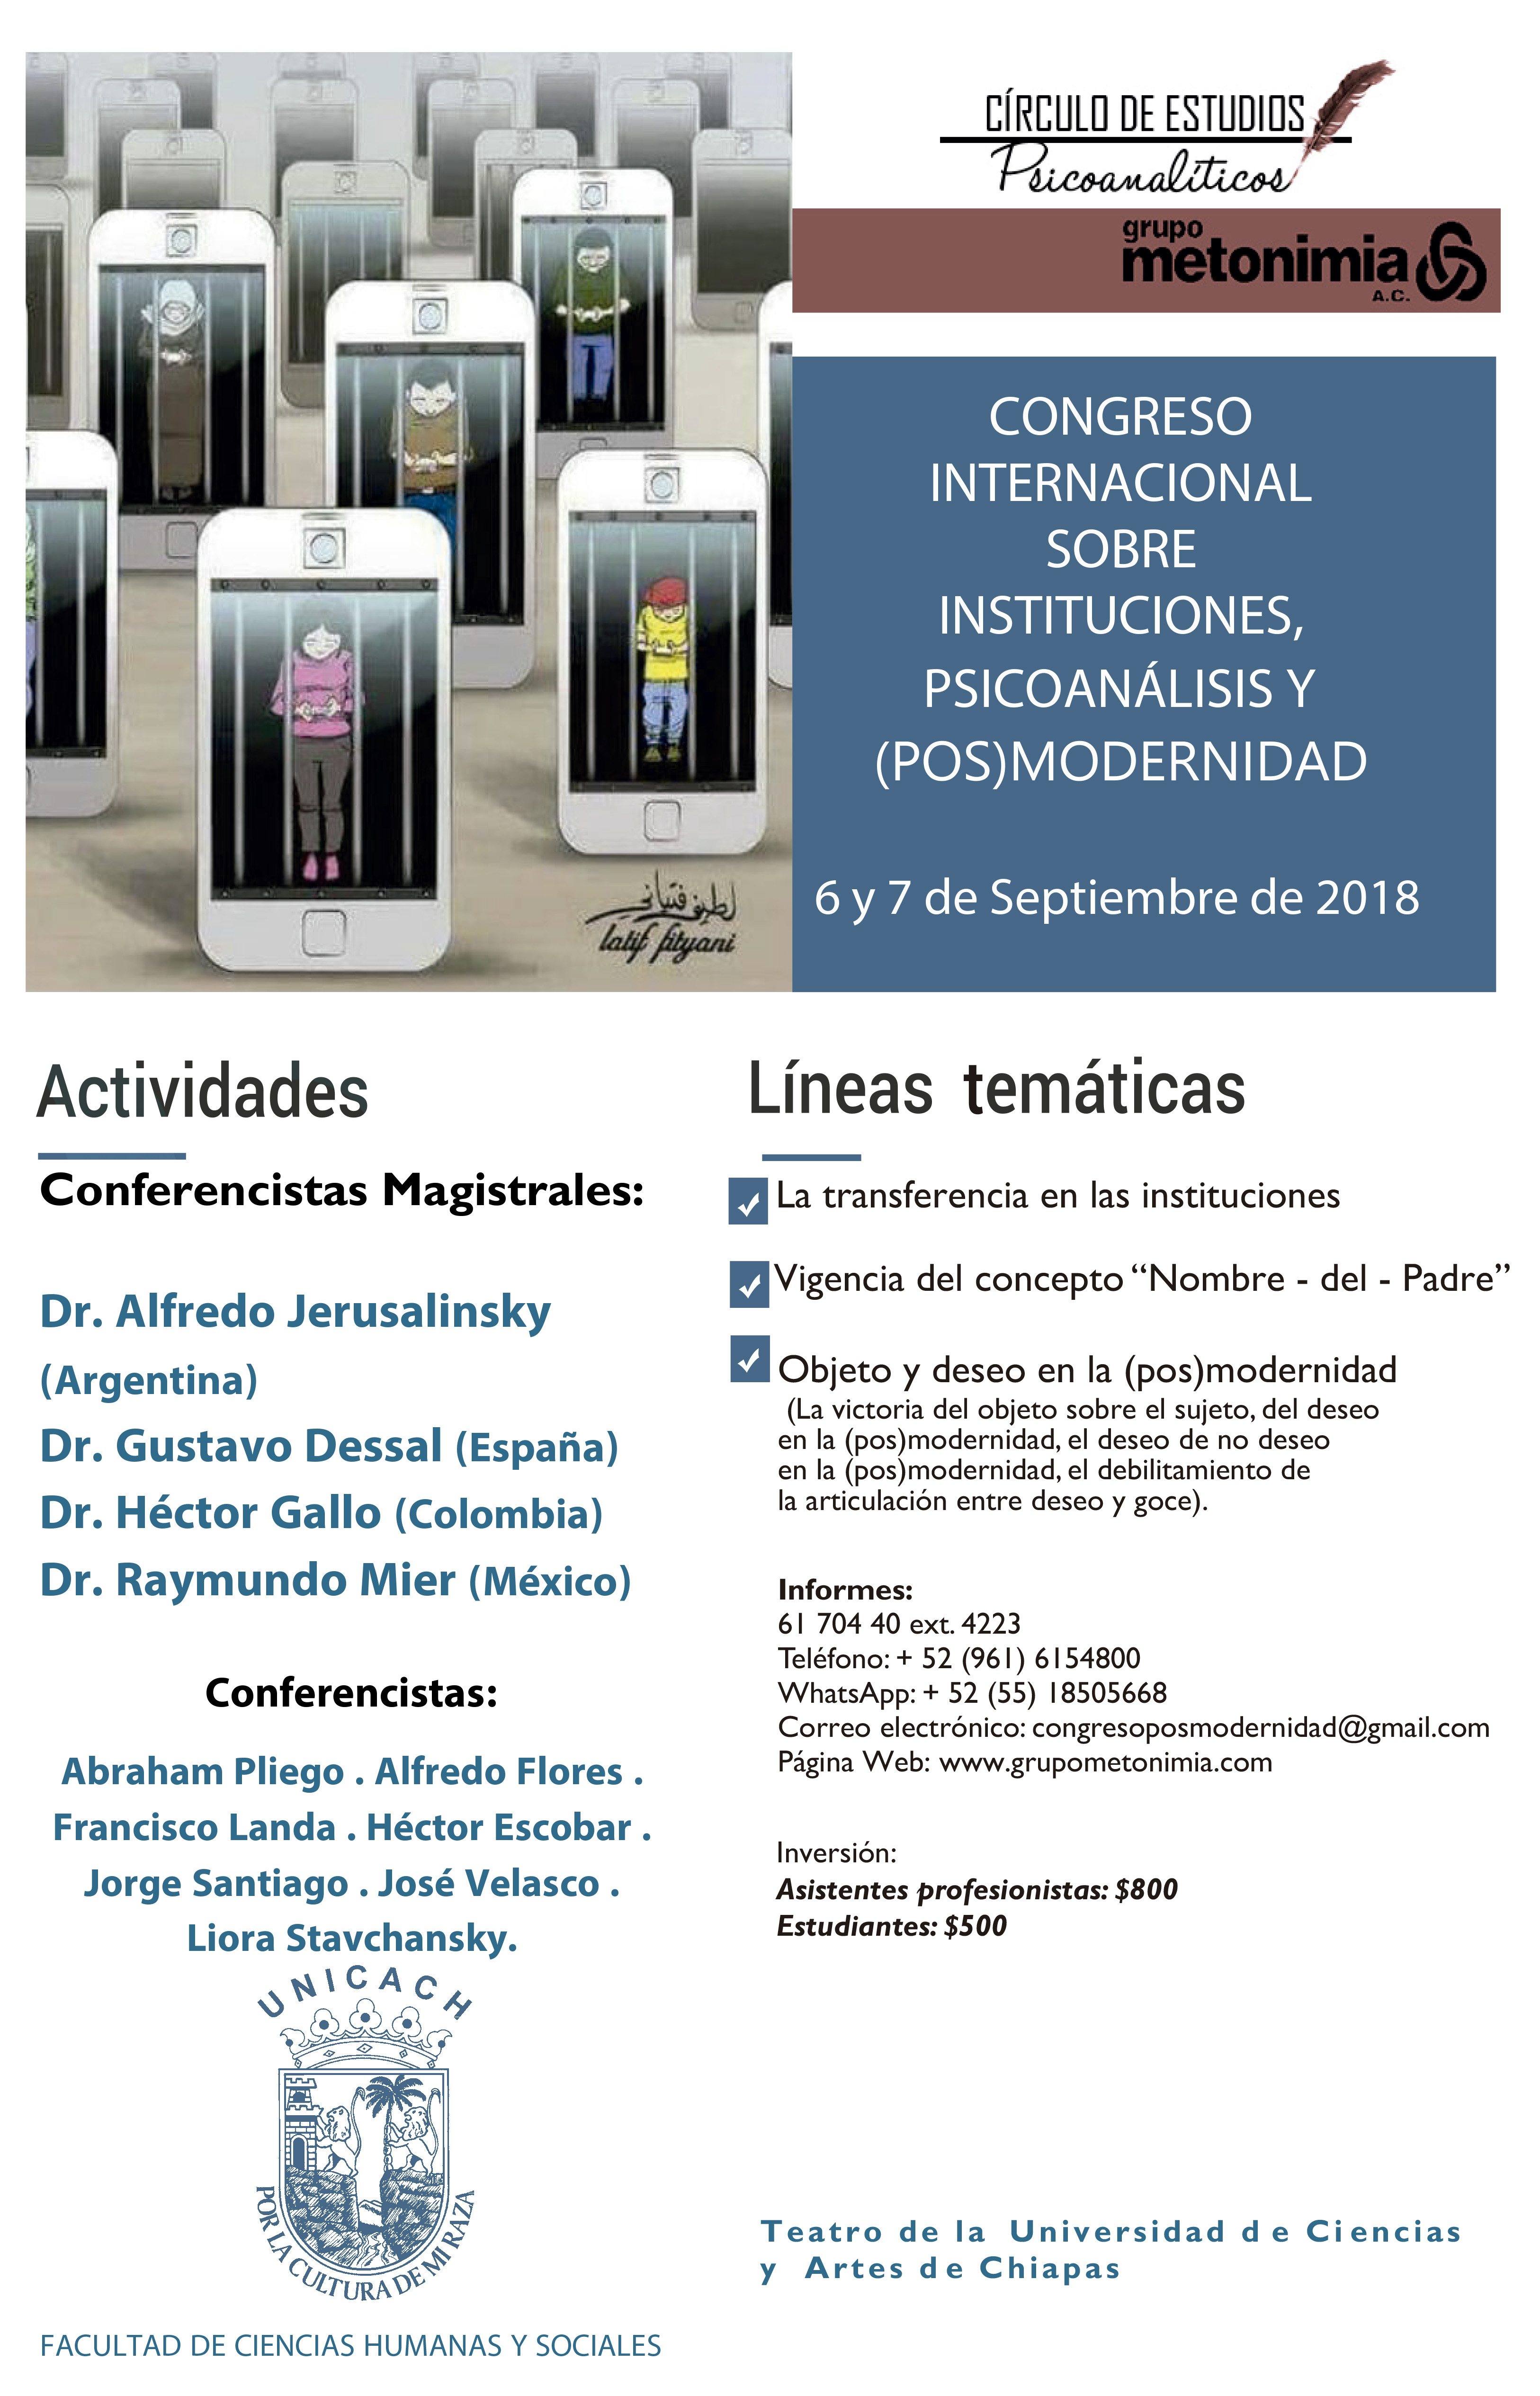 CÍRCULO DE ESTUDIOS
Psicoanalíticos
grupo
metonimia
A.C.
CONGRESO
INTERNACIONAL
SOBRE
INSTITUCIONES,
PSICOANÁLISIS Y
(POS)MODERNIDAD
6 y 7 de Septiembre de 2018
لطيف فتياني
latif fityani
Actividades
Conferencistas Magistrales:
Dr. Alfredo Jerusalinsky
(Argentina)
Dr. Gustavo Dessal (España)
Dr. Héctor Gallo (Colombia)
Dr. Raymundo Mier (México)
Conferencistas:
Abraham Pliego . Alfredo Flores .
Francisco Landa . Héctor Escobar .
Jorge Santiago . José Velasco .
Liora Stavchansky.
UNICACH
POR LA CULTURA DE MI RAZA
FACULTAD DE CIENCIAS HUMANAS Y SOCIALES
Líneas temáticas
La transferencia en las instituciones
Vigencia del concepto “Nombre - del - Padre”
Objeto y deseo en la (pos)modernidad
(La victoria del objeto sobre el sujeto, del deseo
en la (pos)modernidad, el deseo de no deseo
en la (pos)modernidad, el debilitamiento de
la articulación entre deseo y goce).
Informes:
61 704 40 ext. 4223
Teléfono: + 52 (961) 6154800
WhatsApp: + 52 (55) 18505668
Correo electrónico: congresoposmodernidad@gmail.com
Página Web: www.grupometonimia.com
Inversión:
Asistentes profesionistas: $800
Estudiantes: $500
Teatro de la Universidad de Ciencias
y Artes de Chiapas